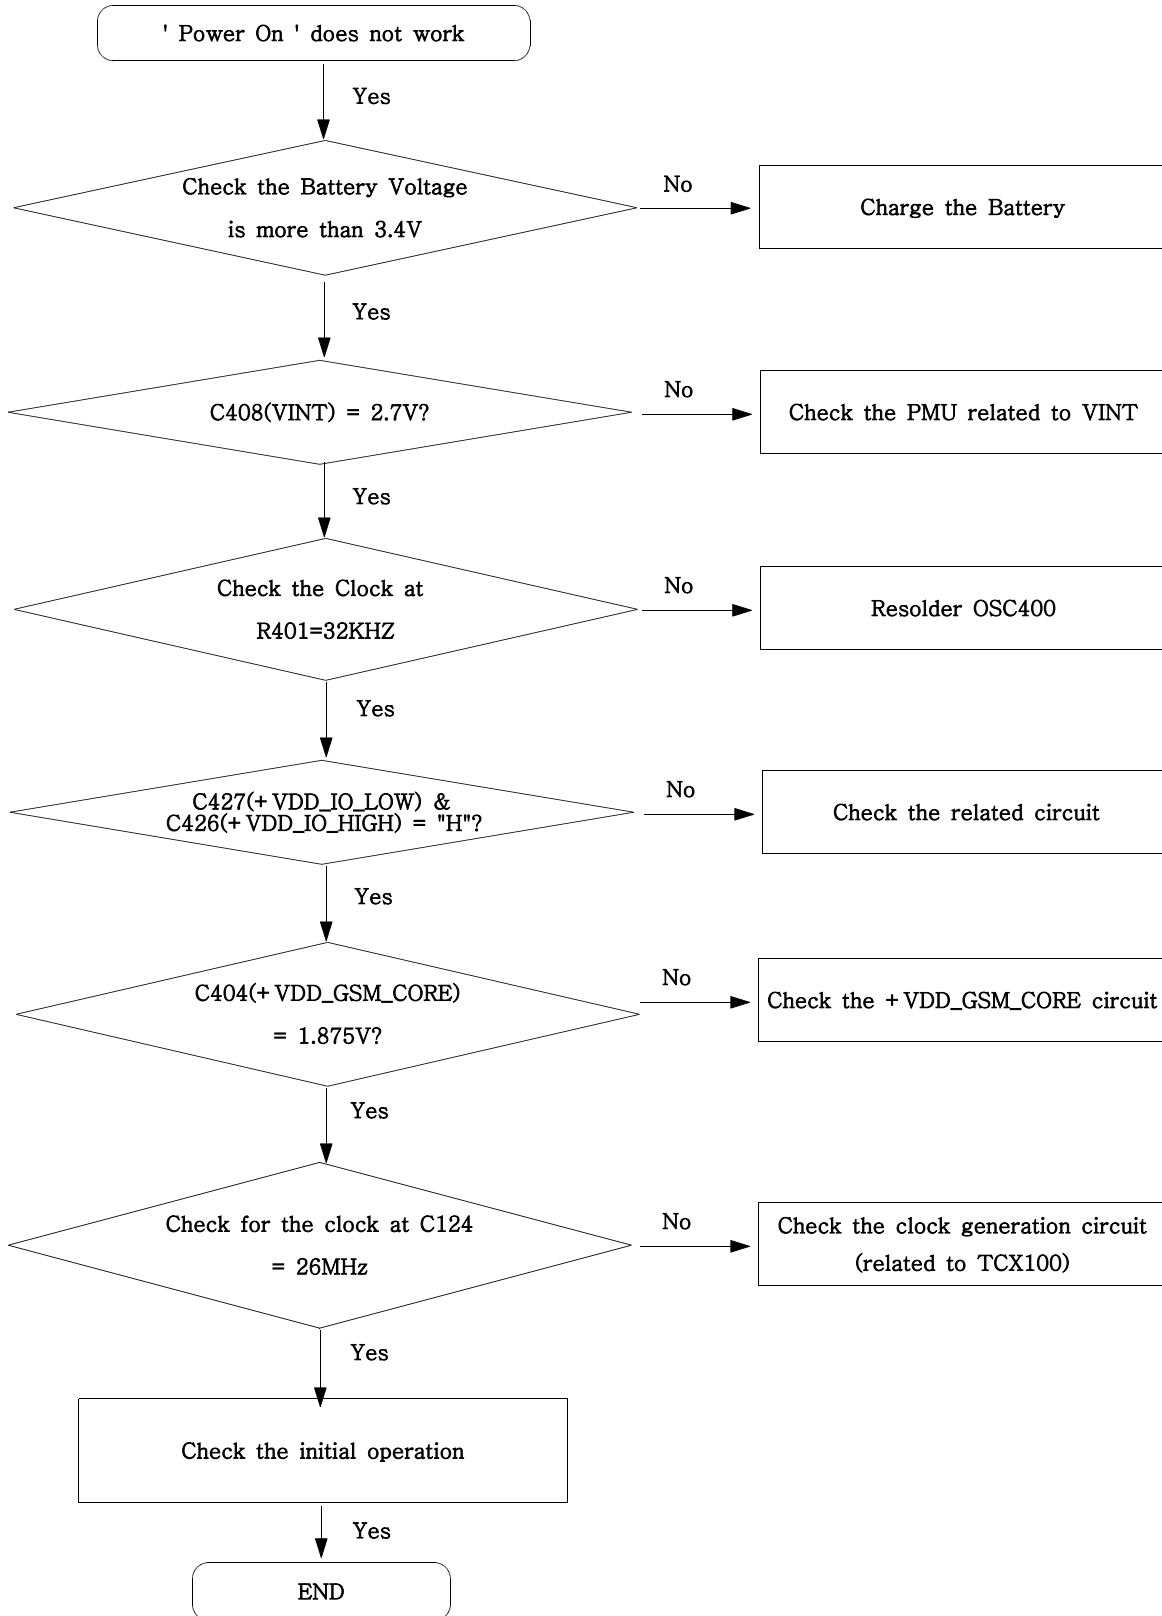 ' Power On ' does not work
Yes
Check the Battery Voltage
is more than 3.4V
No
Charge the Battery
Yes
C408(VINT) = 2.7V?
No
Check the PMU related to VINT
Yes
Check the Clock at
R401=32KHZ
No
Resolder OSC400
Yes
C427(+VDD_IO_LOW) &
C426(+VDD_IO_HIGH) = "H"?
No
Check the related circuit
Yes
C404(+VDD_GSM_CORE)
= 1.875V?
No
Check the +VDD_GSM_CORE circuit
Yes
Check for the clock at C124
= 26MHz
No
Check the clock generation circuit
(related to TCX100)
Yes
Check the initial operation
Yes
END